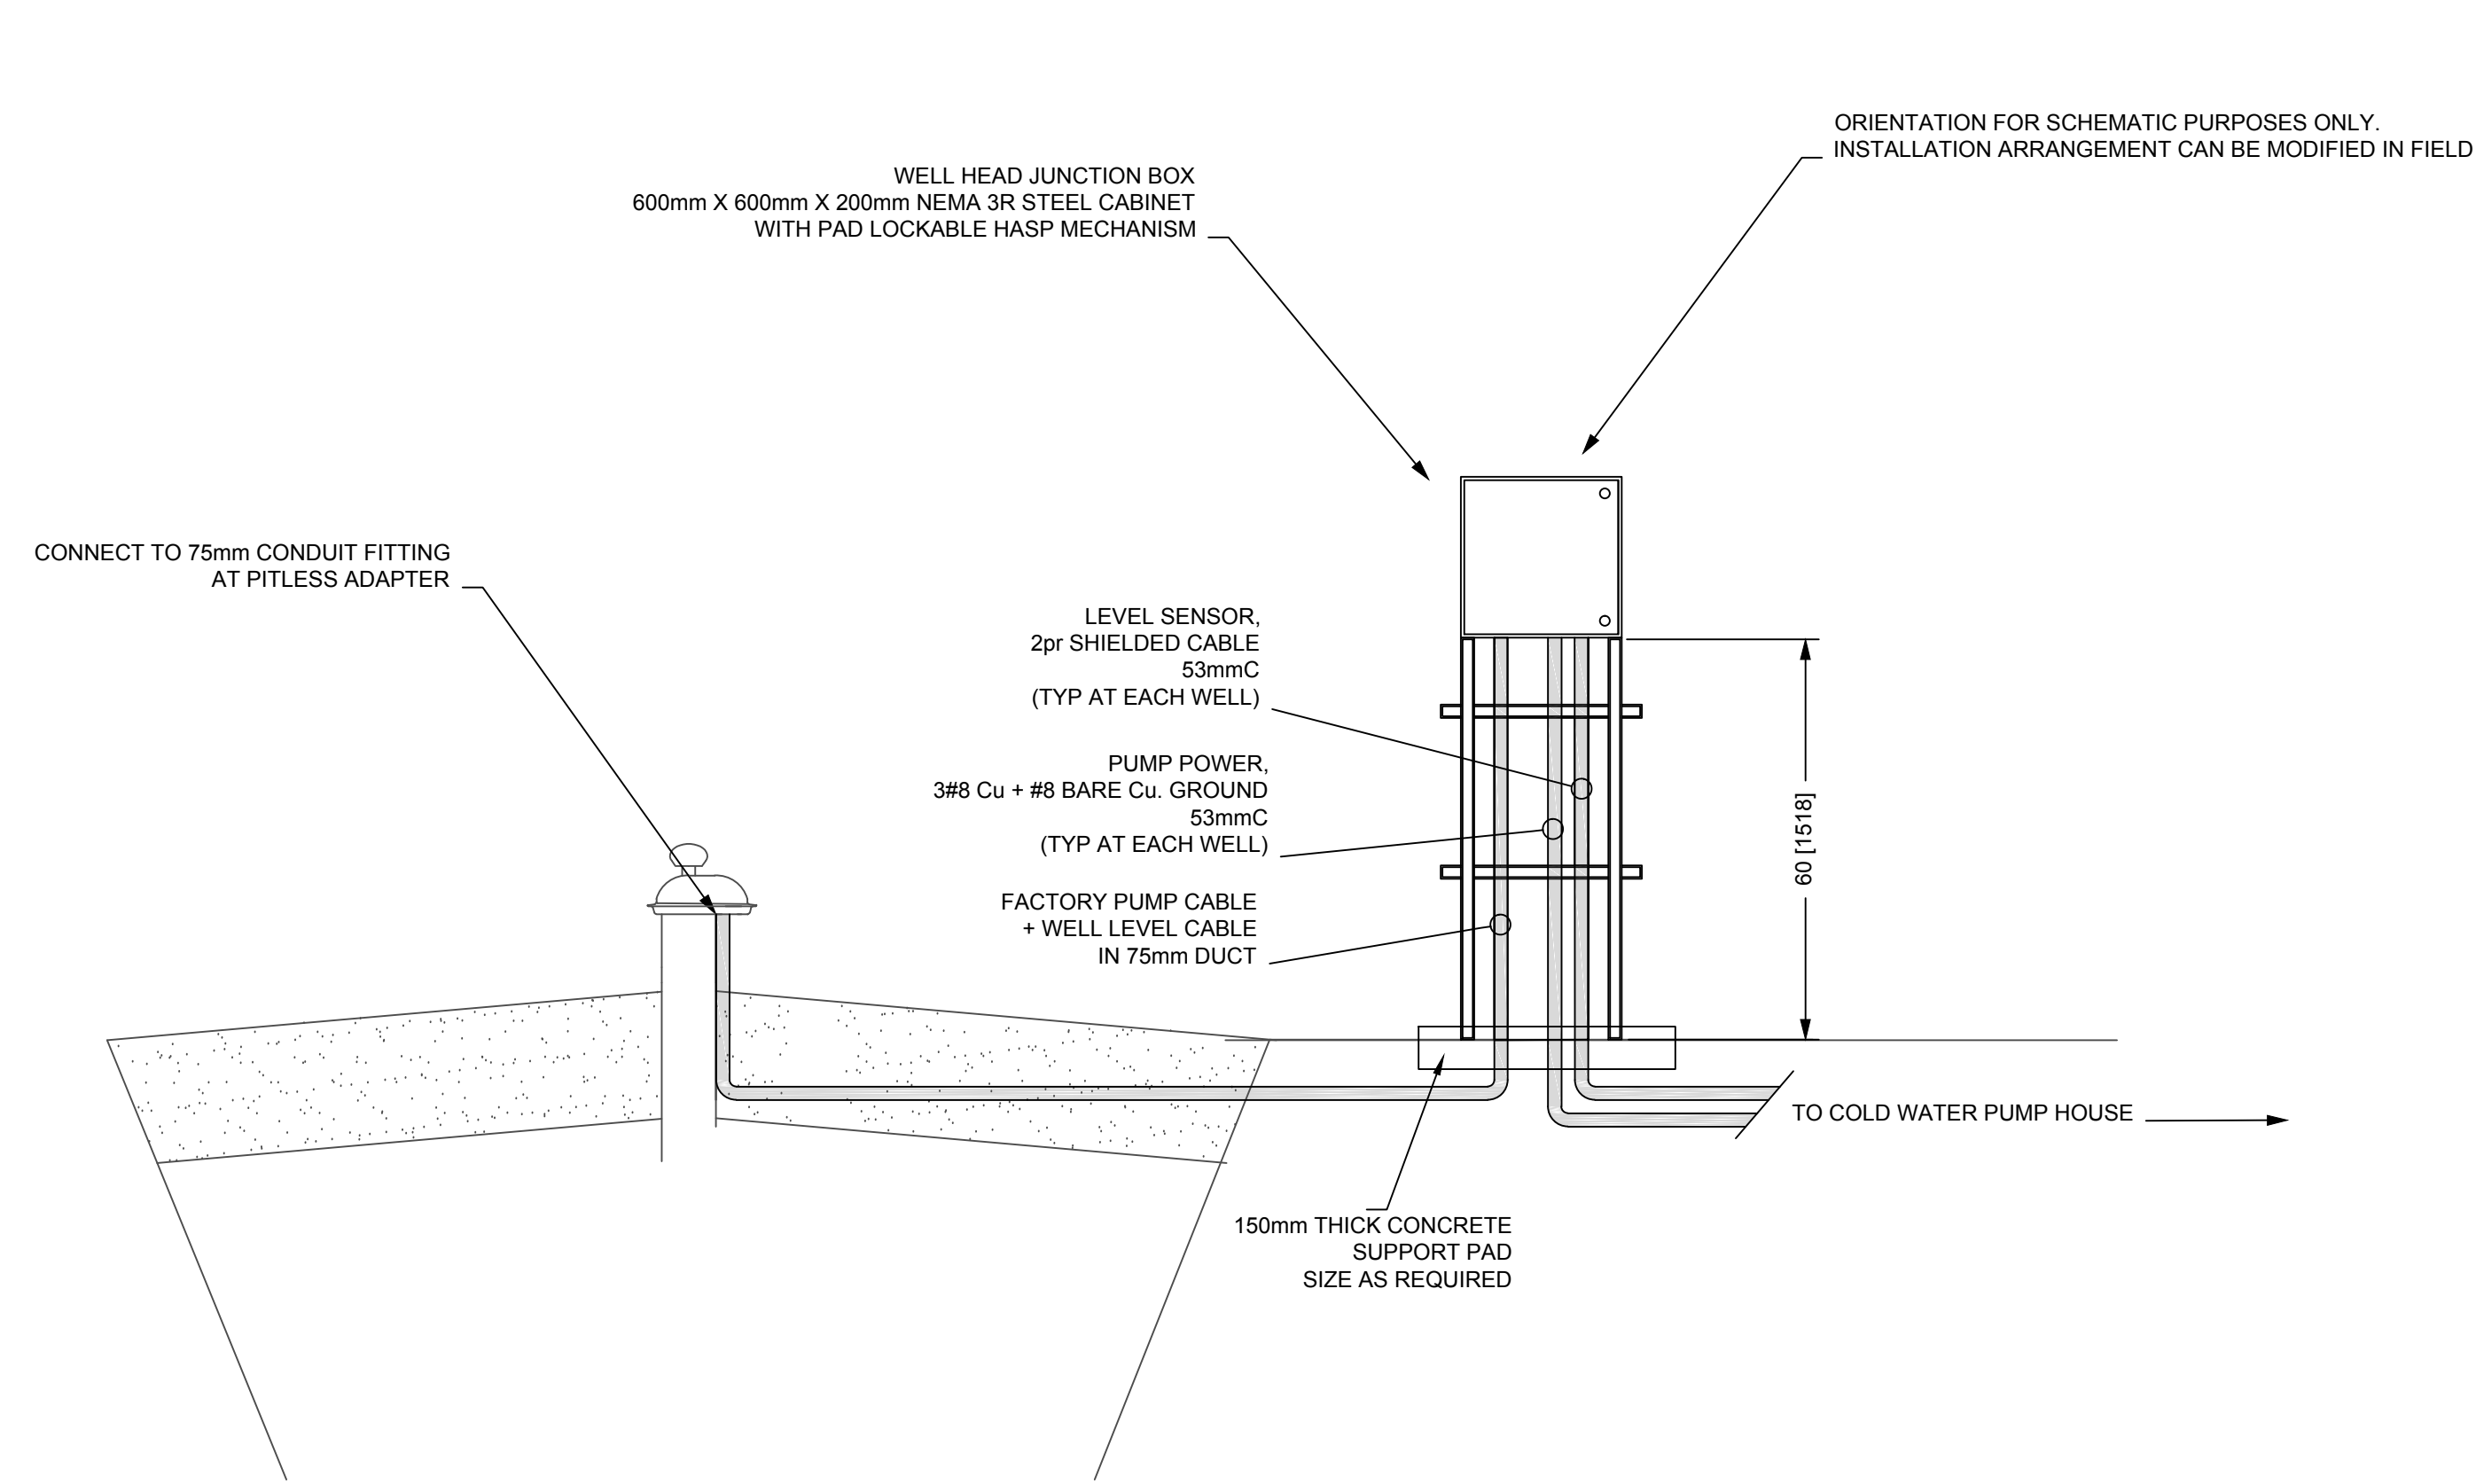 ORIENTATION FOR SCHEMATIC PURPOSES ONLY.
INSTALLATION ARRANGEMENT CAN BE MODIFIED IN FIELD
WELL HEAD JUNCTION BOX
600mm X 600mm X 200mm NEMA 3R STEEL CABINET
WITH PAD LOCKABLE HASP MECHANISM
CONNECT TO 75mm CONDUIT FITTING
AT PITLESS ADAPTER
LEVEL SENSOR,
2pr SHIELDED CABLE
53mmC
(TYP AT EACH WELL)
PUMP POWER,
3#8 Cu + #8 BARE Cu. GROUND
53mmC
(TYP AT EACH WELL)
60 [1518]
FACTORY PUMP CABLE
+ WELL LEVEL CABLE
IN 75mm DUCT
TO COLD WATER PUMP HOUSE
150mm THICK CONCRETE
SUPPORT PAD
SIZE AS REQUIRED